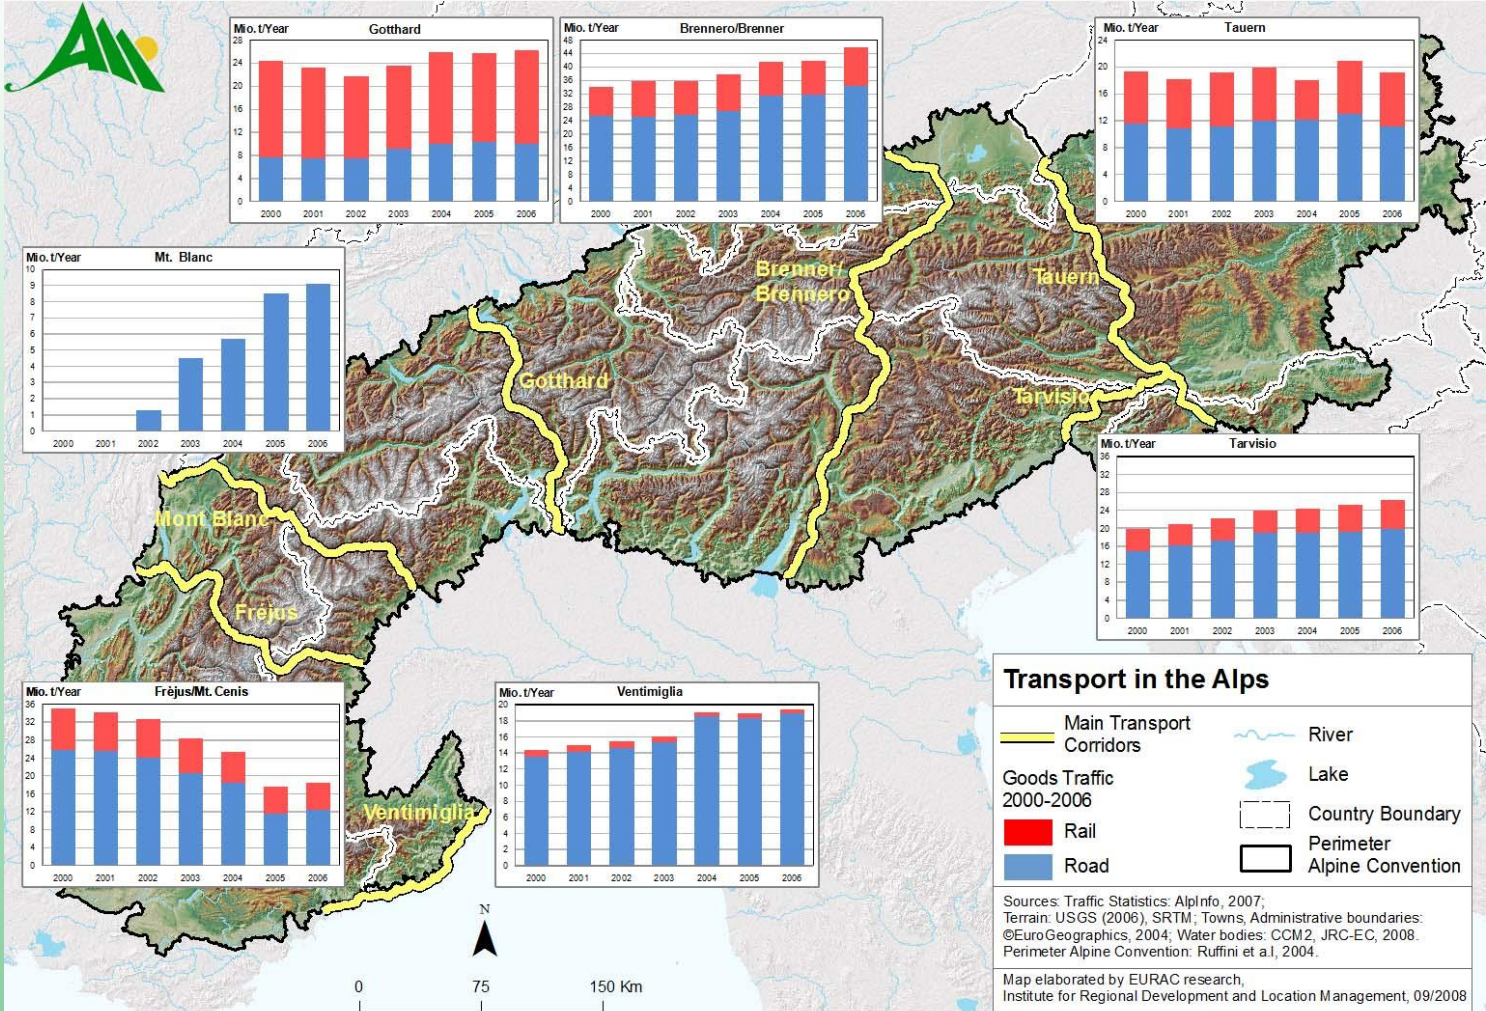 Mio. t/Year Gotthard
28
24
20
16
12
8
4
0
2000 2001 2002 2003 2004 2005 2006
Mio. t/Year Brennero/Brenner
48
44
40
36
32
28
24
20
16
12
8
4
0
2000 2001 2002 2003 2004 2005 2006
Mio. t/Year Tauern
24
20
16
12
8
4
0
2000 2001 2002 2003 2004 2005 2006
Mio. t/Year Mt. Blanc
10
9
8
7
6
5
4
3
2
1
0
2000 2001 2002 2003 2004 2005 2006
Brenner/
Brennero
Tauern
Gotthard
Tarvisio
Mont Blanc
Fréjus
Ventimiglia
Mio. t/Year Tarvisio
36
32
28
24
20
16
12
8
4
0
2000 2001 2002 2003 2004 2005 2006
Mio. t/Year Frèjus/Mt. Cenis
36
32
28
24
20
16
12
8
4
0
2000 2001 2002 2003 2004 2005 2006
Mio. t/Year Ventimiglia
20
18
16
14
12
10
8
6
4
2
0
2000 2001 2002 2003 2004 2005 2006
N
0 75 150 Km
Transport in the Alps
Main Transport
Corridors
Goods Traffic
2000-2006
Rail
Road
River
Lake
Country Boundary
Perimeter
Alpine Convention
Sources: Traffic Statistics: AlpInfo, 2007;
Terrain: USGS (2006), SRTM; Towns, Administrative boundaries:
©EuroGeographics, 2004; Water bodies: CCM2, JRC-EC, 2008.
Perimeter Alpine Convention: Ruffini et a.l, 2004.
Map elaborated by EURAC research,
Institute for Regional Development and Location Management, 09/2008